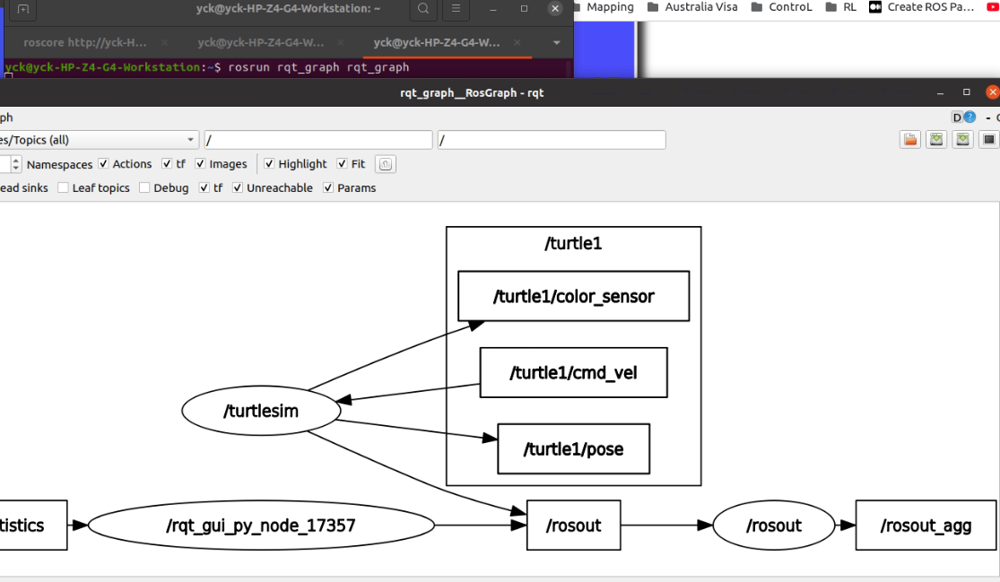 yck@yck-HP-Z4-G4-Workstation: ~
Mapping Australia Visa ControL RL Create ROS Pa...
roscore http://yck-H... yck@yck-HP-Z4-G4-W... yck@yck-HP-Z4-G4-W...
yck@yck-HP-Z4-G4-Workstation:~$ rosrun rqt_graph rqt_graph
rqt_graph__RosGraph - rqt
ph D
es/Topics (all) / /
Namespaces Actions tf Images Highlight Fit
ead sinks Leaf topics Debug tf Unreachable Params
/turtle1
/turtle1/color_sensor
/turtle1/cmd_vel
/turtlesim
/turtle1/pose
tistics /rqt_gui_py_node_17357 /rosout /rosout /rosout_agg